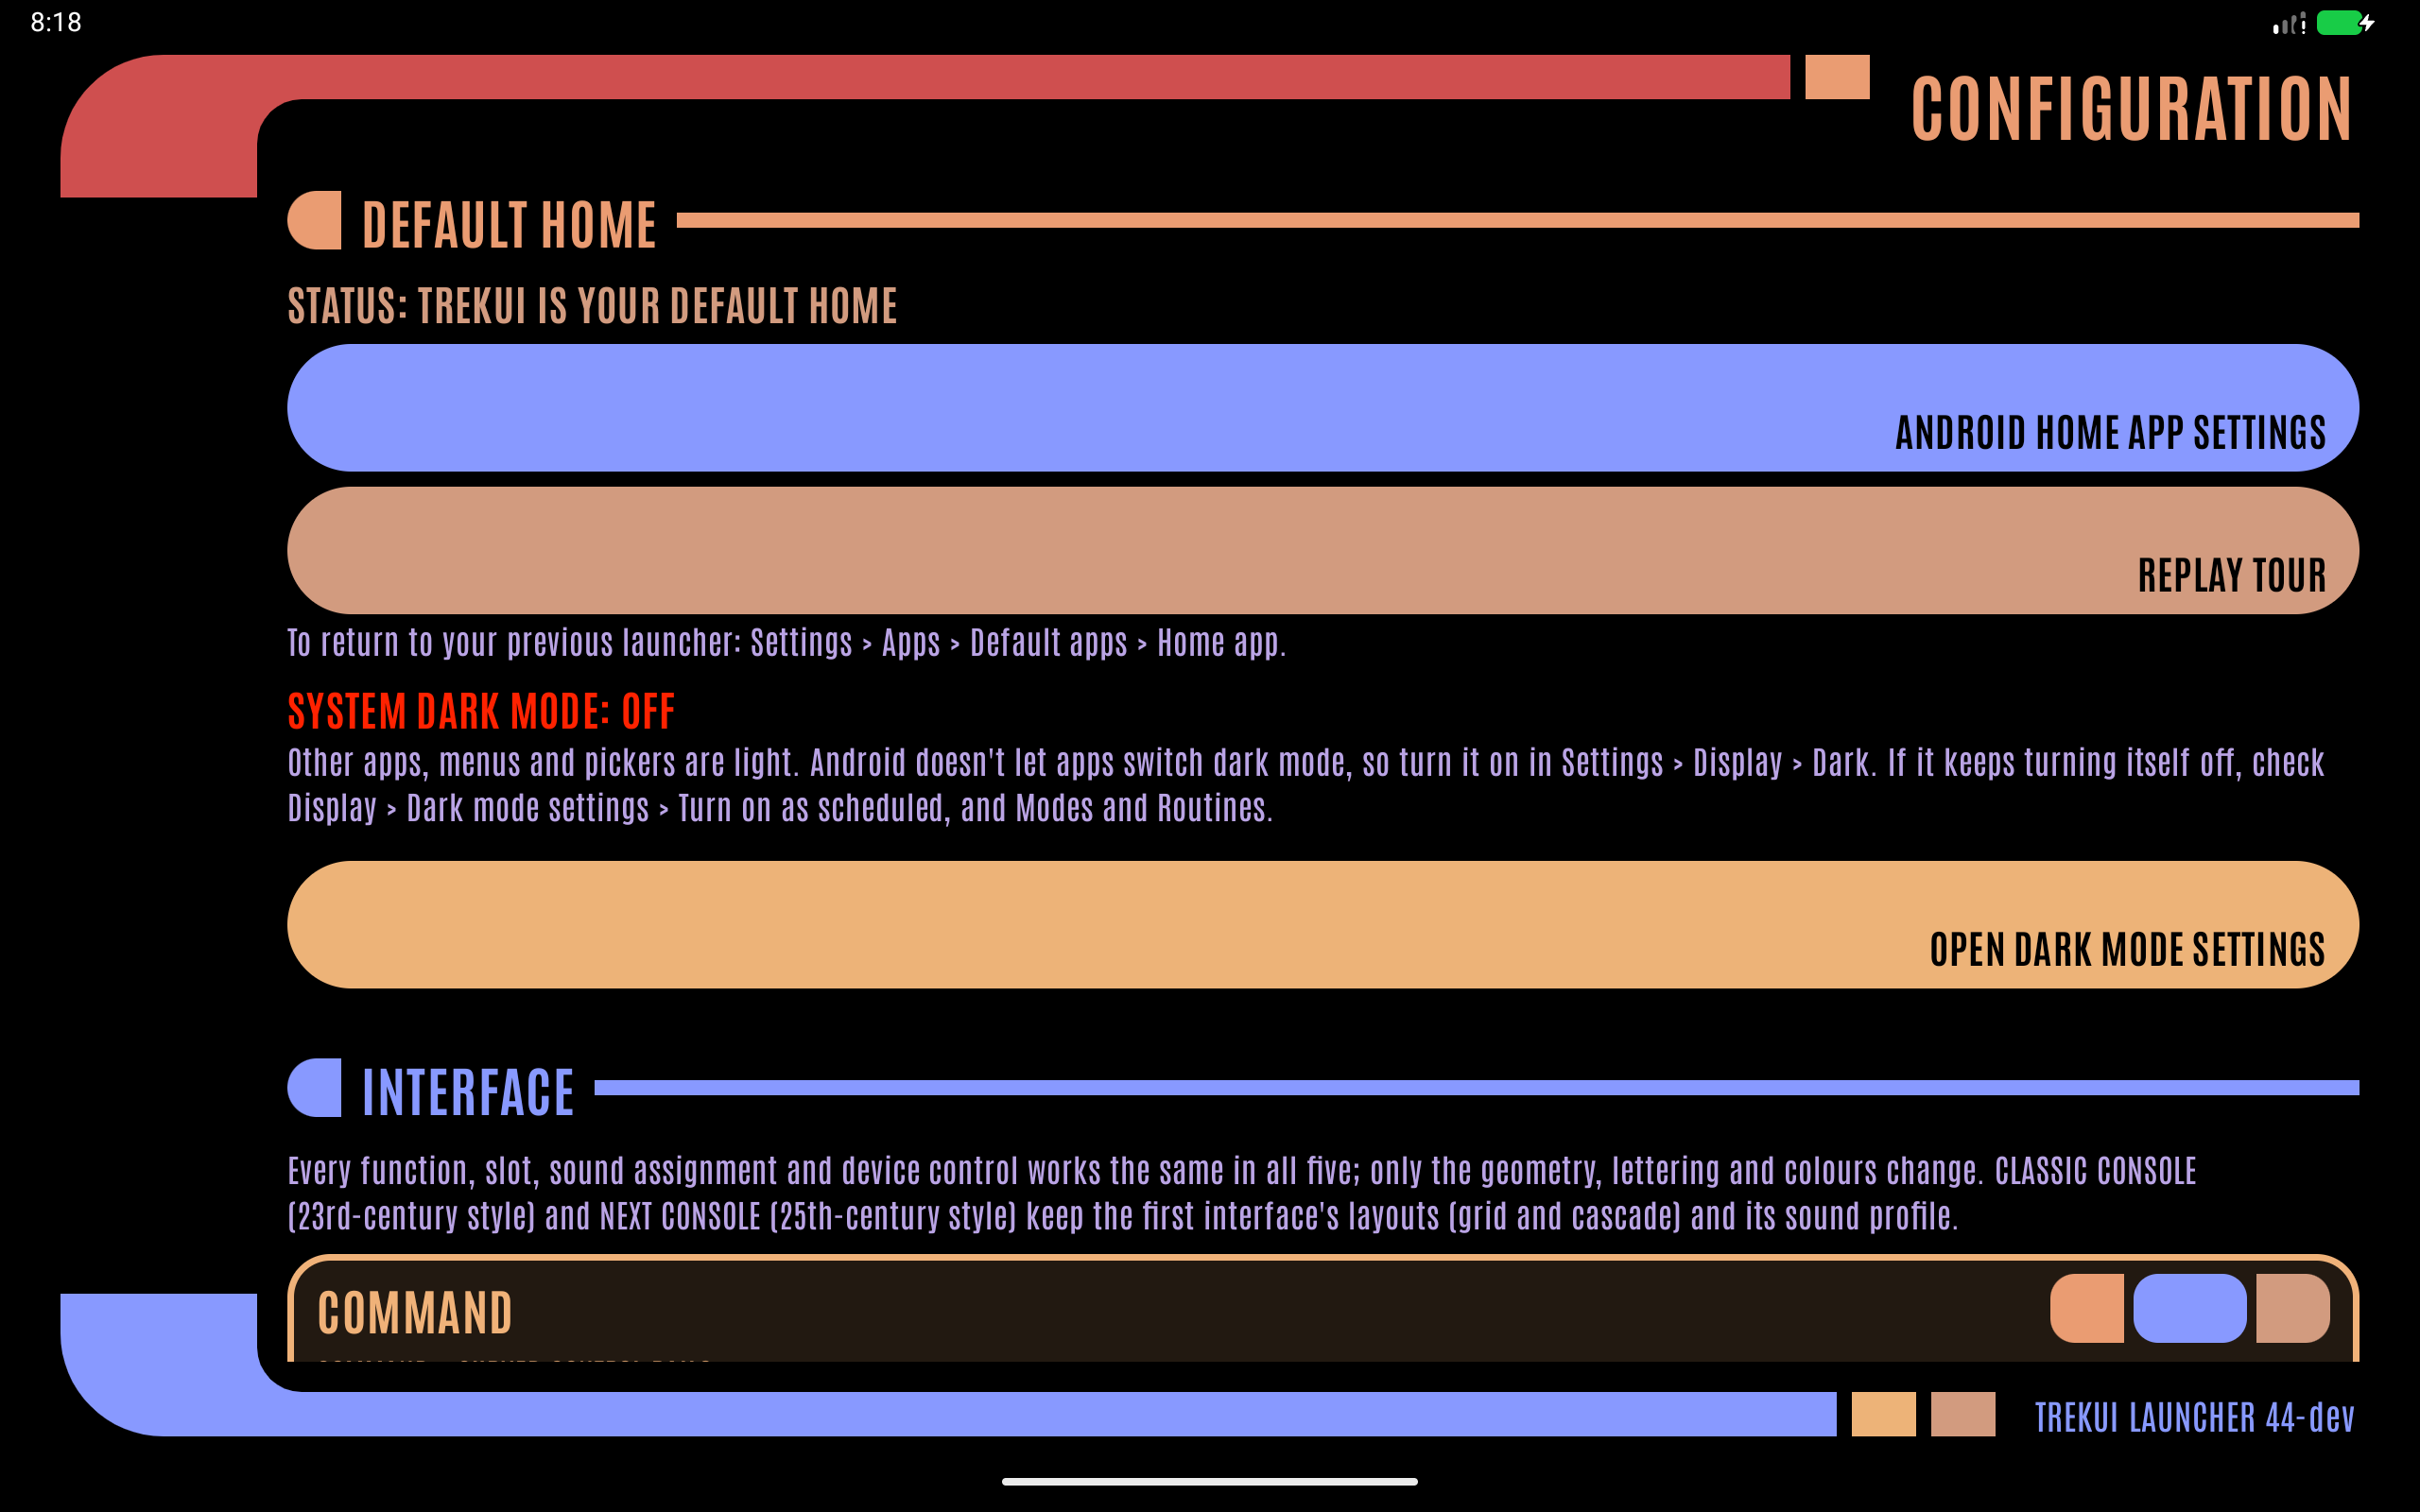 8:18
CONFIGURATION
DEFAULT HOME
STATUS: TREKUI IS YOUR DEFAULT HOME
ANDROID HOME APP SETTINGS
REPLAY TOUR
To return to your previous launcher: Settings > Apps > Default apps > Home app.
SYSTEM DARK MODE: OFF
Other apps, menus and pickers are light. Android doesn't let apps switch dark mode, so turn it on in Settings > Display > Dark. If it keeps turning itself off, check
Display > Dark mode settings > Turn on as scheduled, and Modes and Routines.
OPEN DARK MODE SETTINGS
INTERFACE
Every function, slot, sound assignment and device control works the same in all five; only the geometry, lettering and colours change. CLASSIC CONSOLE
(23rd-century style) and NEXT CONSOLE (25th-century style) keep the first interface's layouts (grid and cascade) and its sound profile.
COMMAND
TREKUI LAUNCHER 44-dev